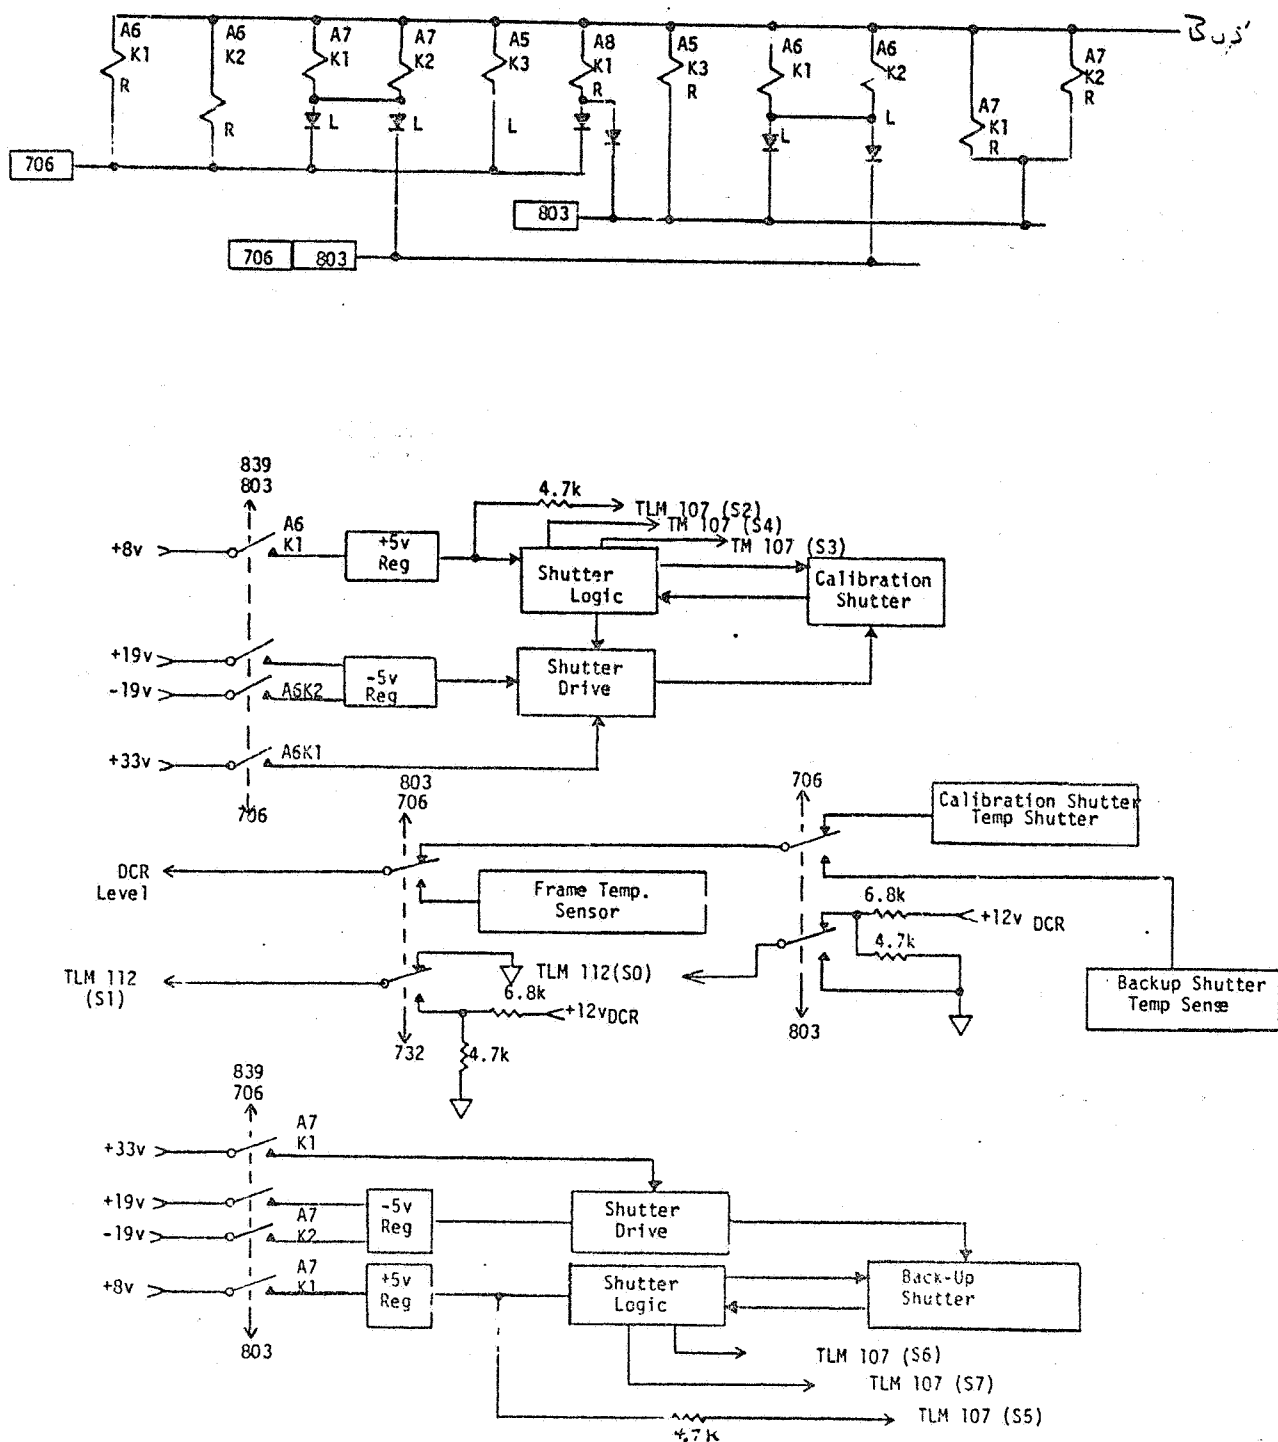 Bus'
A6 K1 R
A6 K2 R
A7 K1 L
A7 K2 L
A5 K3 L
A8 K1 R
A5 K3 R
A6 K1 L
A6 K2 L
A7 K1 R
A7 K2 R
706
803
706 803
839
803
4.7k
TLM 107 (S2)
TM 107 (S4)
TM 107 (S3)
+8v
A6
K1
+5v
Reg
Shutter
Logic
Calibration
Shutter
+19v
-19v
A6K2
-5v
Reg
Shutter
Drive
+33v
A6K1
706
803
706
706
Calibration Shutter
Temp Shutter
DCR
Level
Frame Temp.
Sensor
6.8k
+12v DCR
4.7k
TLM 112
(S1)
TLM 112(S0)
6.8k
+12vDCR
4.7k
732
803
Backup Shutter
Temp Sense
839
706
+33v
A7
K1
+19v
-19v
A7
K2
-5v
Reg
Shutter
Drive
+8v
A7
K1
+5v
Reg
Shutter
Logic
Back-Up
Shutter
803
TLM 107 (S6)
TLM 107 (S7)
TLM 107 (S5)
4.7K